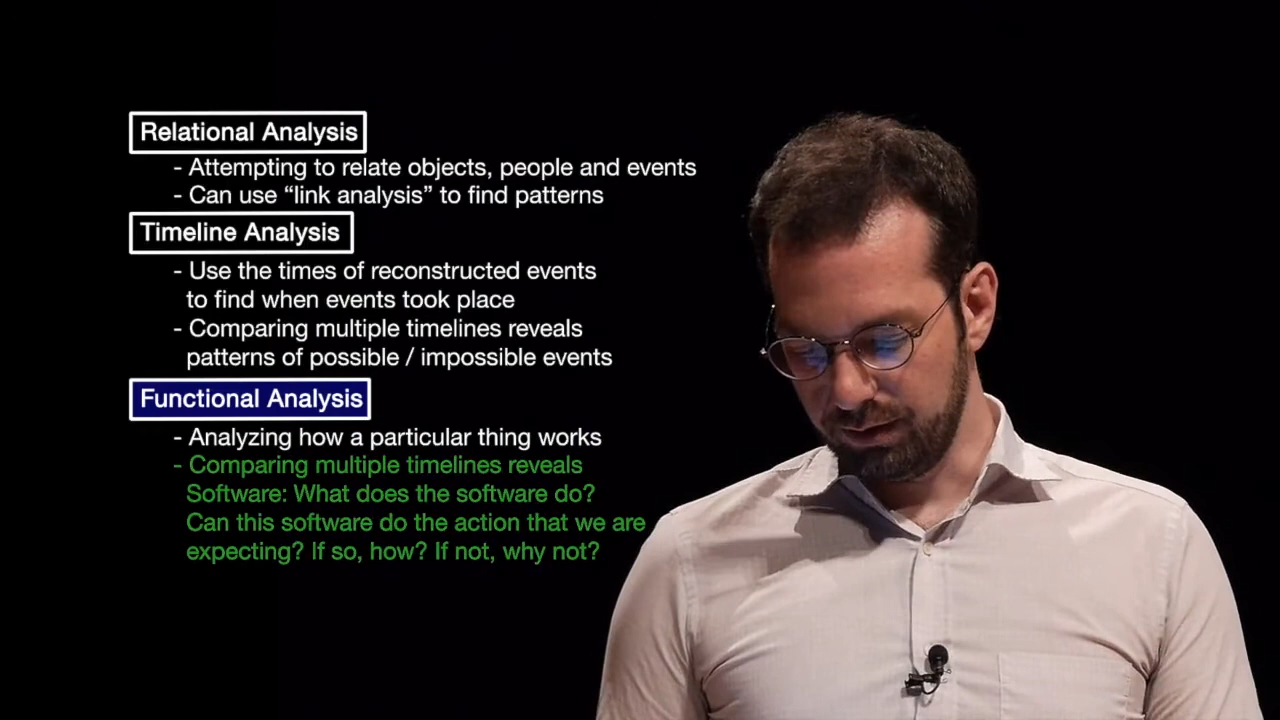 Relational Analysis
- Attempting to relate objects, people and events
- Can use “link analysis” to find patterns
Timeline Analysis
- Use the times of reconstructed events
to find when events took place
- Comparing multiple timelines reveals
patterns of possible / impossible events
Functional Analysis
- Analyzing how a particular thing works
- Comparing multiple timelines reveals
Software: What does the software do?
Can this software do the action that we are
expecting? If so, how? If not, why not?